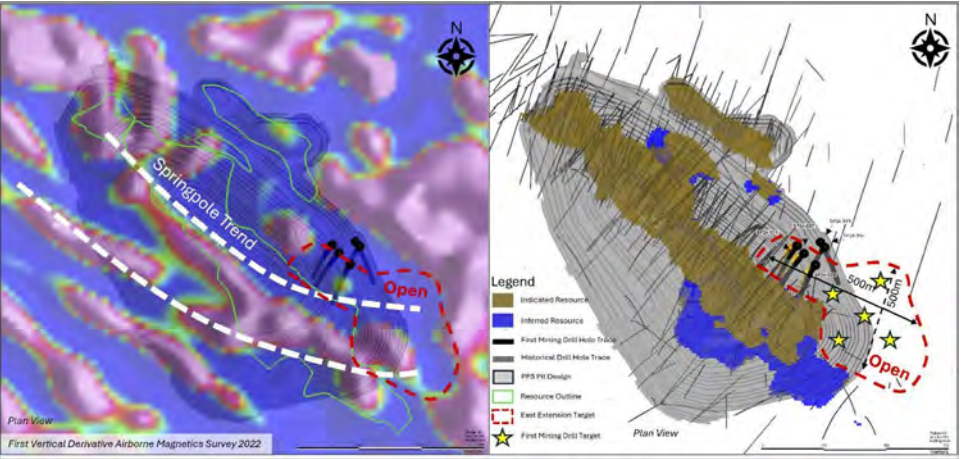 N
Springpole Trend
Open
Plan View
First Vertical Derivative Airborne Magnetics Survey 2022
N
500m
500m
Open
Legend
Indicated Resource
Inferred Resource
First Mining Drill Hole Trace
Historical Drill Hole Trace
PFS Pit Design
Resource Outline
East Extension Target
First Mining Drill Target
Plan View